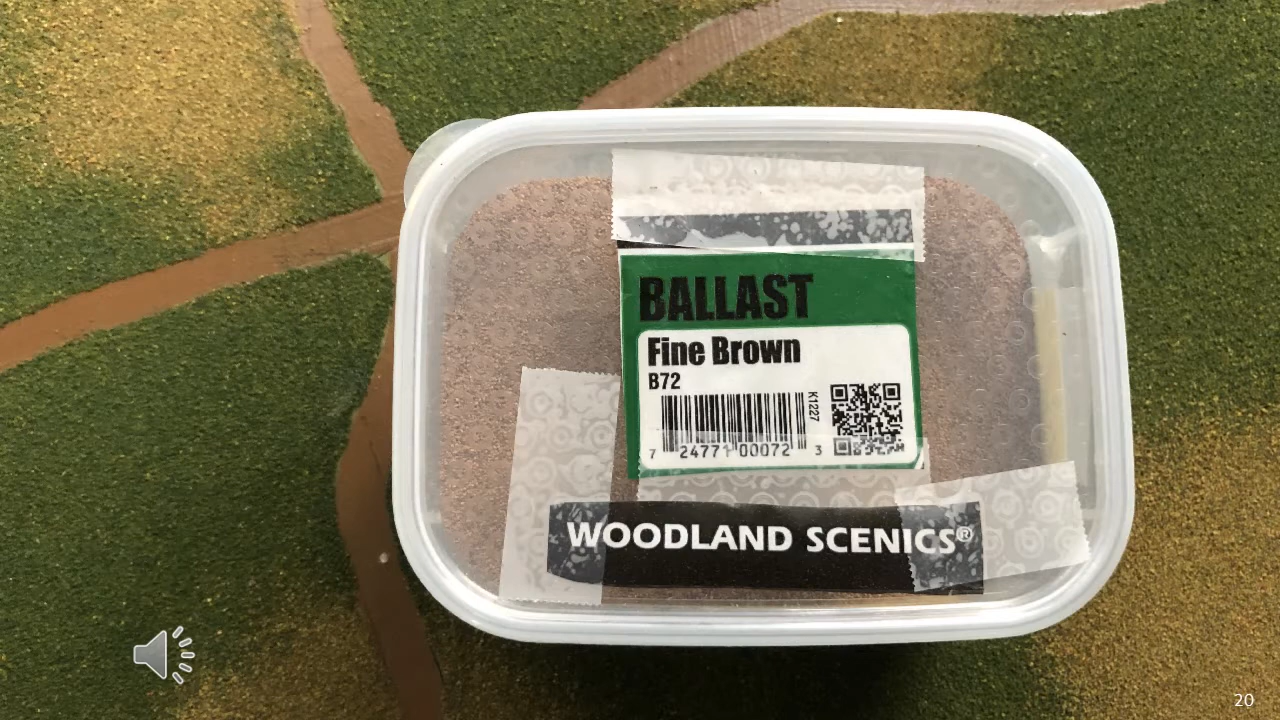 BALLAST
Fine Brown
B72
K1227
7 24771 00072 3
WOODLAND SCENICS®
20